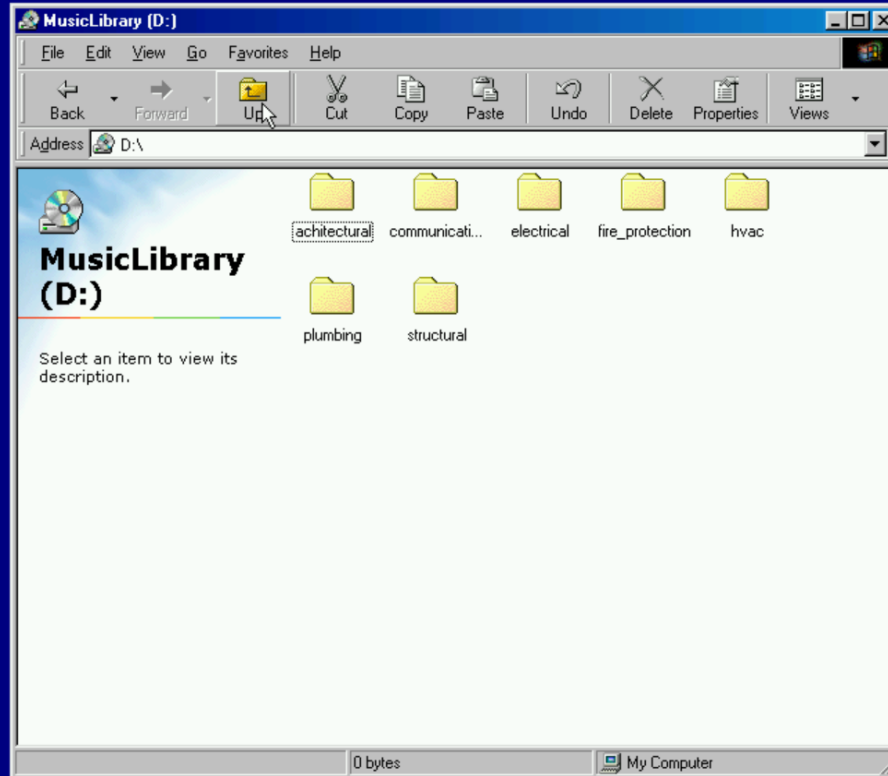 MusicLibrary (D:)
File Edit View Go Favorites Help
Back Forward Up Cut Copy Paste Undo Delete Properties Views
Address D:\
MusicLibrary
(D:)
Select an item to view its
description.
achitectural communicati... electrical fire_protection hvac
plumbing structural
0 bytes My Computer